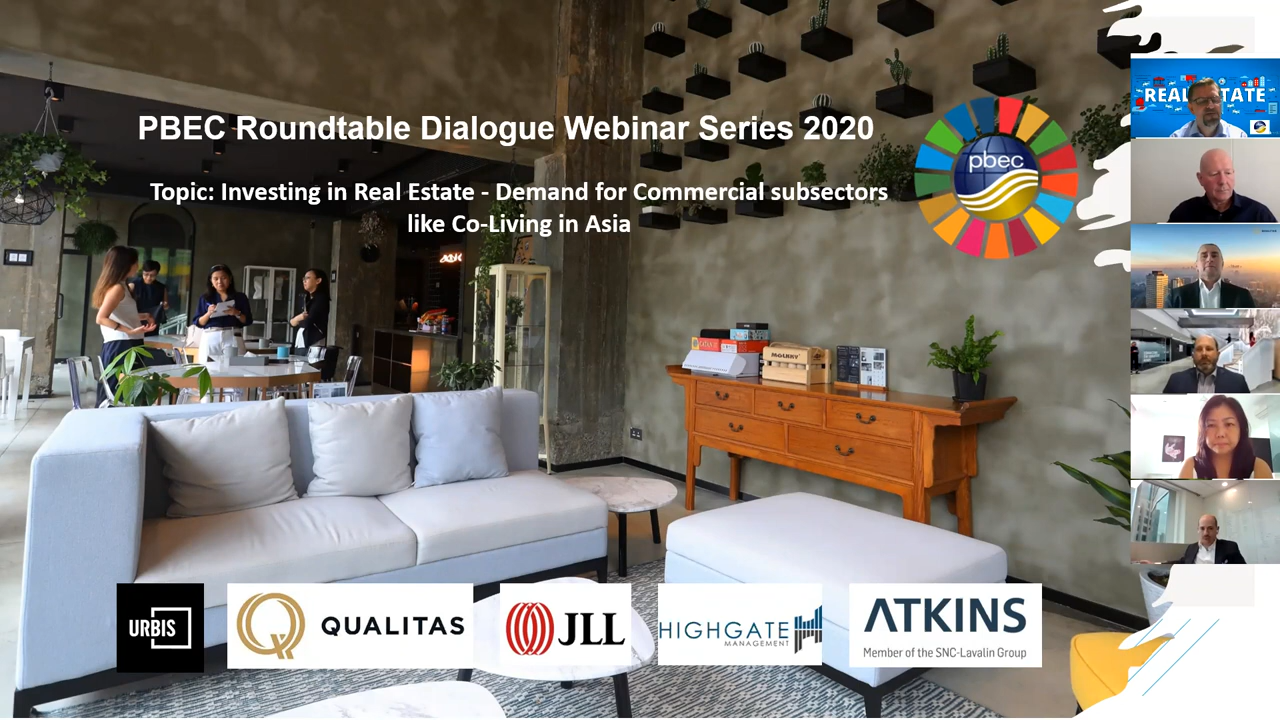 PBEC Roundtable Dialogue Webinar Series 2020
Topic: Investing in Real Estate - Demand for Commercial subsectors
like Co-Living in Asia
pbec
REAL ESTATE
URBIS
QUALITAS
JLL
HIGHGATE
MANAGEMENT
ATKINS
Member of the SNC-Lavalin Group